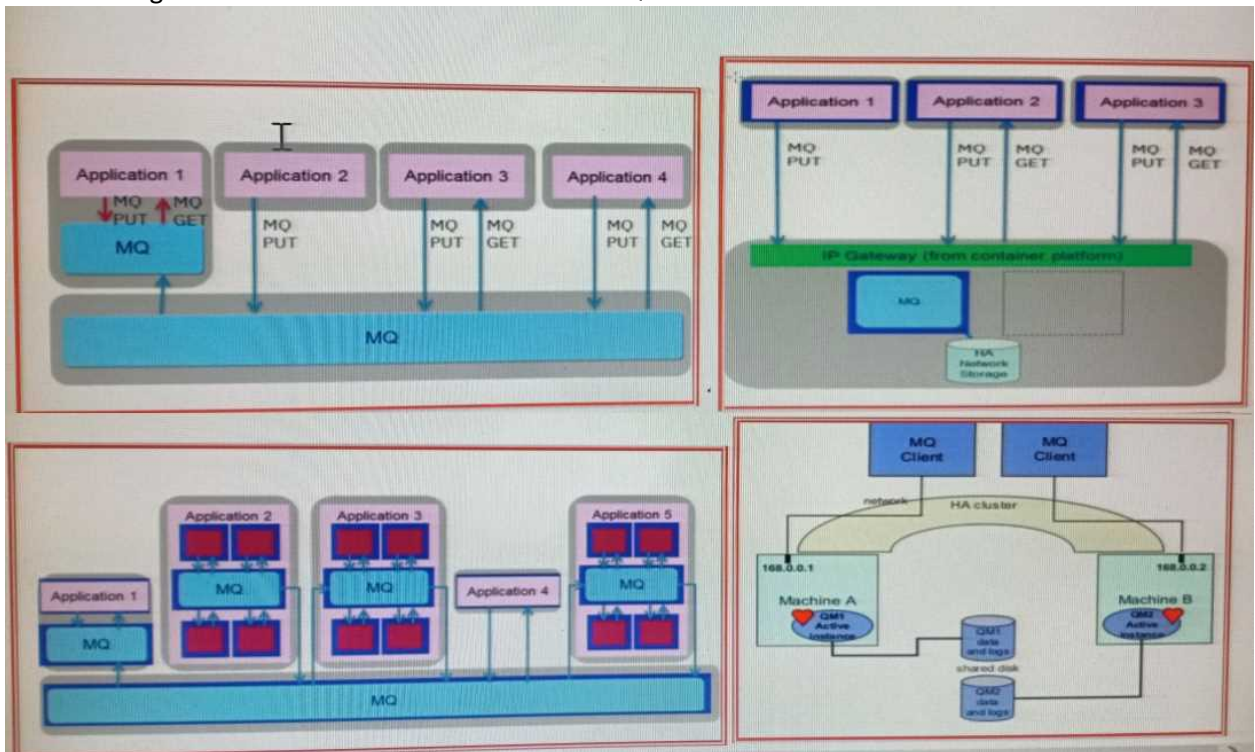 Application 1
Application 2
Application 3
Application 4
MQ MQ
PUT GET
MQ
PUT
MQ MQ
PUT GET
MQ MQ
PUT GET
MQ
MQ
Application 1
Application 2
Application 3
MQ
PUT
MQ MQ
PUT GET
MQ MQ
PUT GET
IP Gateway (from container platform)
MQ
HA
Network
Storage
Application 1
MQ
Application 2
MQ
Application 3
MQ
Application 4
Application 5
MQ
MQ
MQ
Client
MQ
Client
network
HA cluster
168.0.0.1
168.0.0.2
Machine A
QM1
Active
instance
Machine B
QM2
Active
instance
QM1
data
and logs
shared disk
QM2
data
and logs